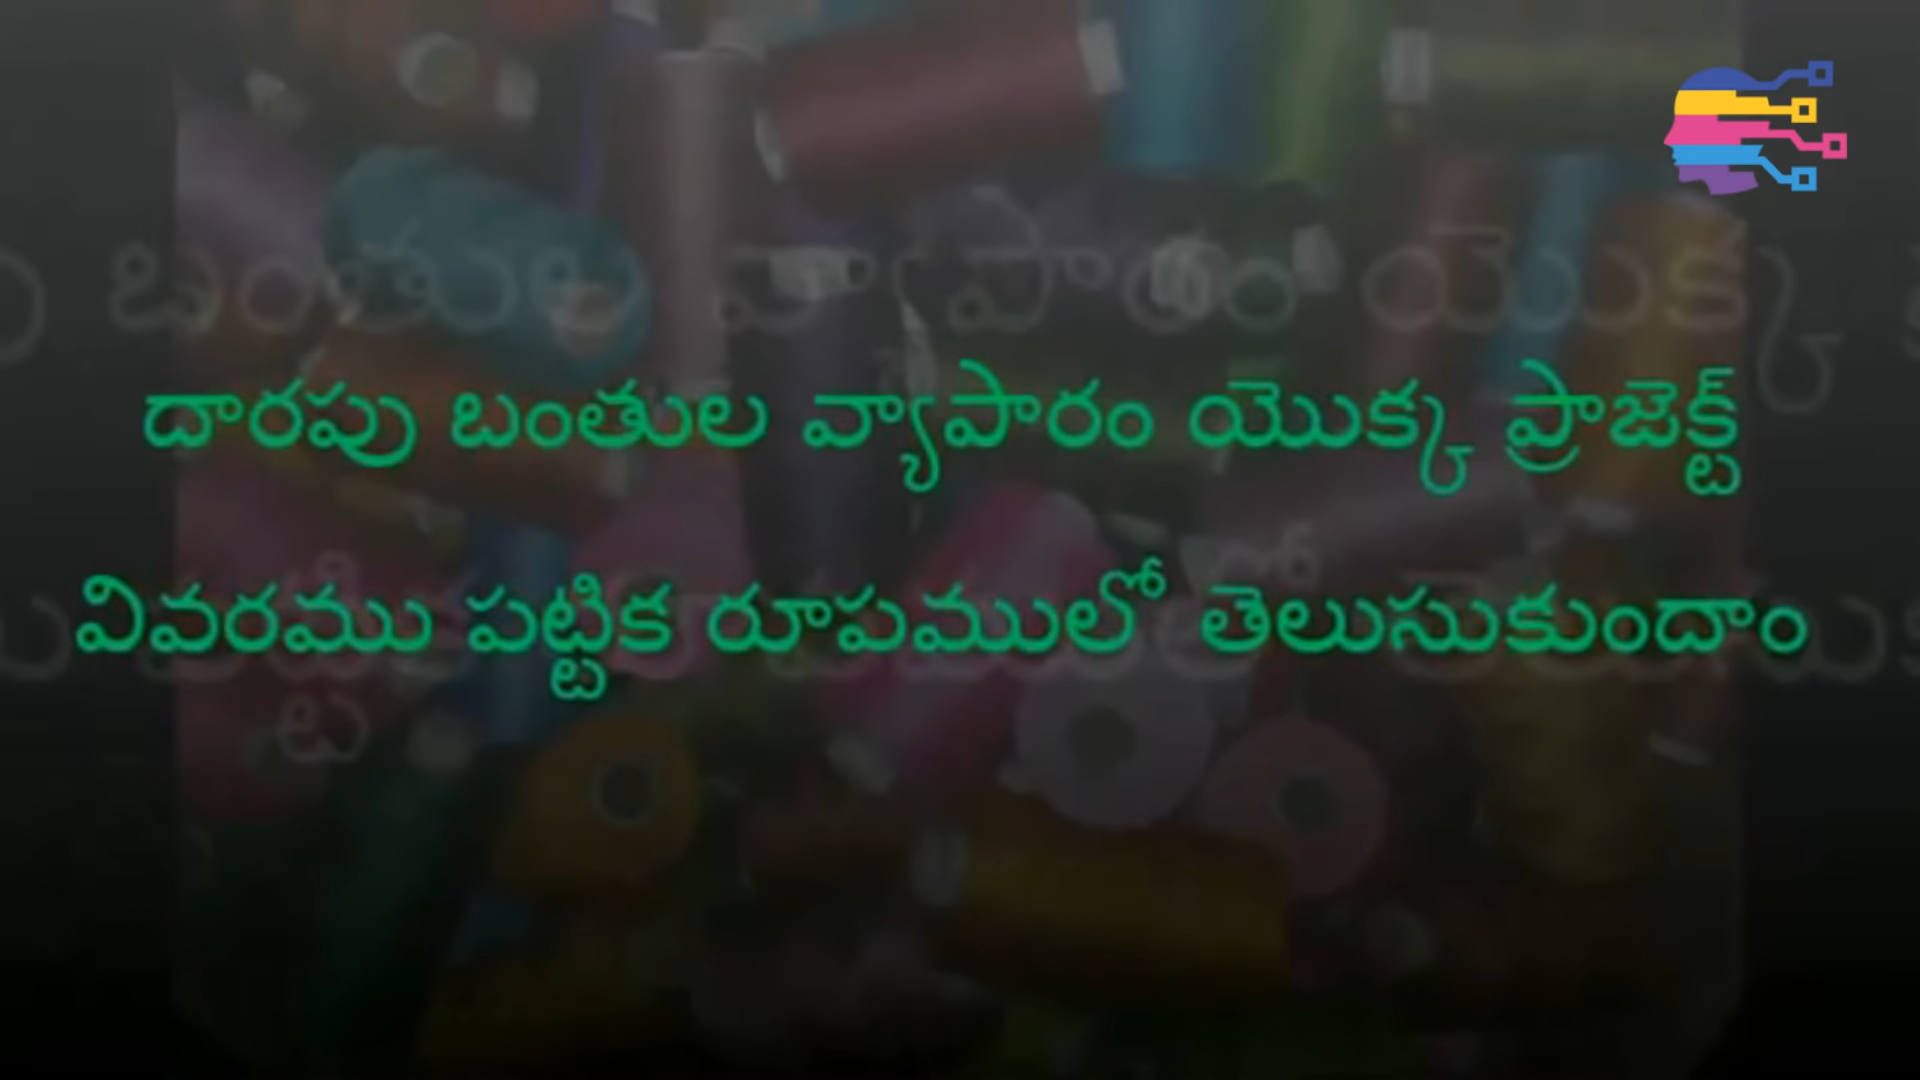 దారపు బంతుల వ్యాపారం యొక్క ప్రాజెక్ట్
వివరము పట్టిక రూపములో తెలుసుకుందాం